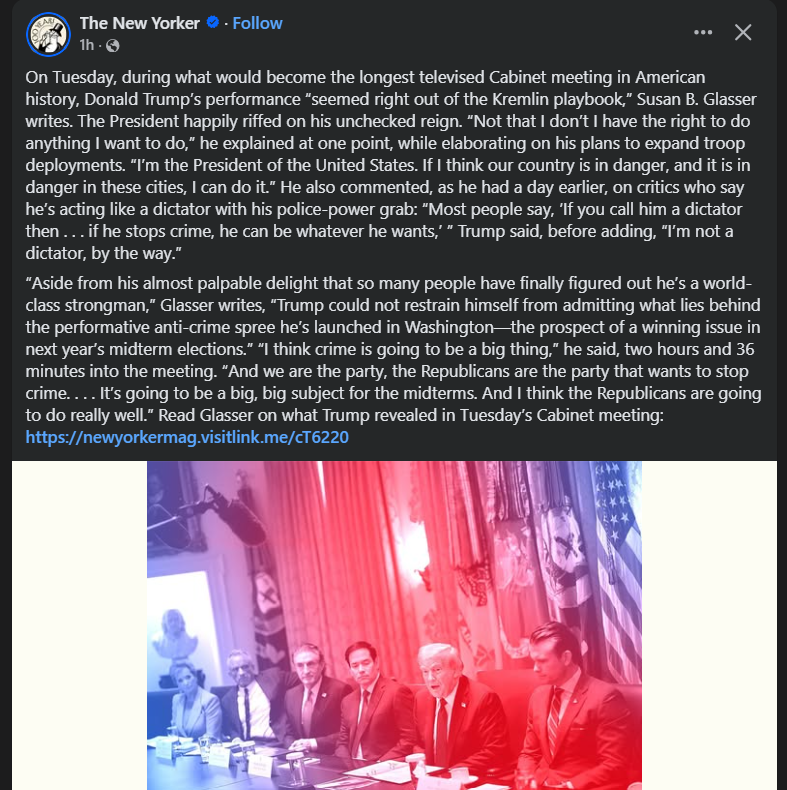 The New Yorker · Follow
1h ·
On Tuesday, during what would become the longest televised Cabinet meeting in American
history, Donald Trump’s performance “seemed right out of the Kremlin playbook,” Susan B. Glasser
writes. The President happily riffed on his unchecked reign. “Not that I don’t I have the right to do
anything I want to do,” he explained at one point, while elaborating on his plans to expand troop
deployments. “I’m the President of the United States. If I think our country is in danger, and it is in
danger in these cities, I can do it.” He also commented, as he had a day earlier, on critics who say
he’s acting like a dictator with his police-power grab: “Most people say, ’If you call him a dictator
then . . . if he stops crime, he can be whatever he wants,’ ” Trump said, before adding, “I’m not a
dictator, by the way.”
“Aside from his almost palpable delight that so many people have finally figured out he’s a world-
class strongman,” Glasser writes, “Trump could not restrain himself from admitting what lies behind
the performative anti-crime spree he’s launched in Washington—the prospect of a winning issue in
next year’s midterm elections.” “I think crime is going to be a big thing,” he said, two hours and 36
minutes into the meeting. “And we are the party, the Republicans are the party that wants to stop
crime. . . . It’s going to be a big, big subject for the midterms. And I think the Republicans are going
to do really well.” Read Glasser on what Trump revealed in Tuesday’s Cabinet meeting:
https://newyorkermag.visitlink.me/cT6220